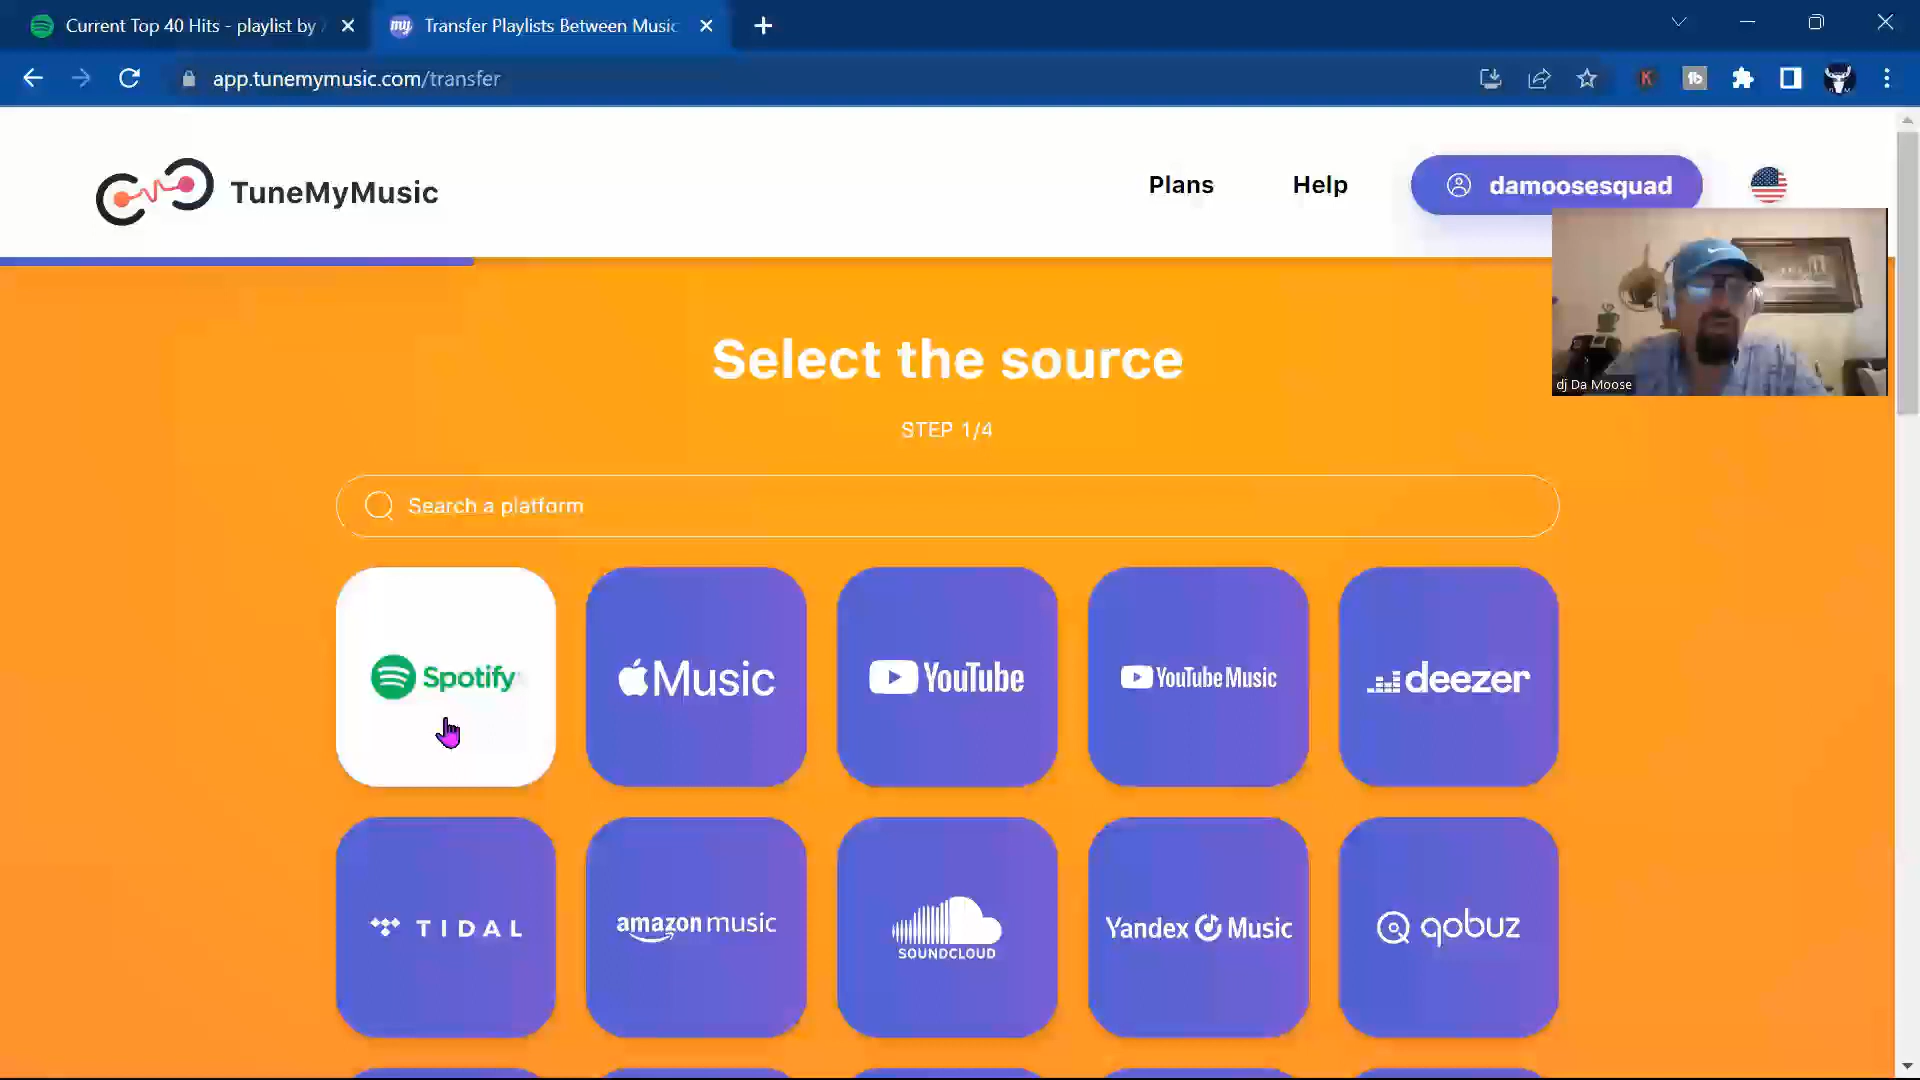 Current Top 40 Hits - playlist by
Transfer Playlists Between Music
app.tunemymusic.com/transfer
TuneMyMusic
Plans
Help
damoosesquad
dj Da Moose
Select the source
STEP 1/4
Search a platform
Spotify
Music
YouTube
YouTube Music
deezer
TIDAL
amazon music
SOUNDCLOUD
Yandex Music
qobuz